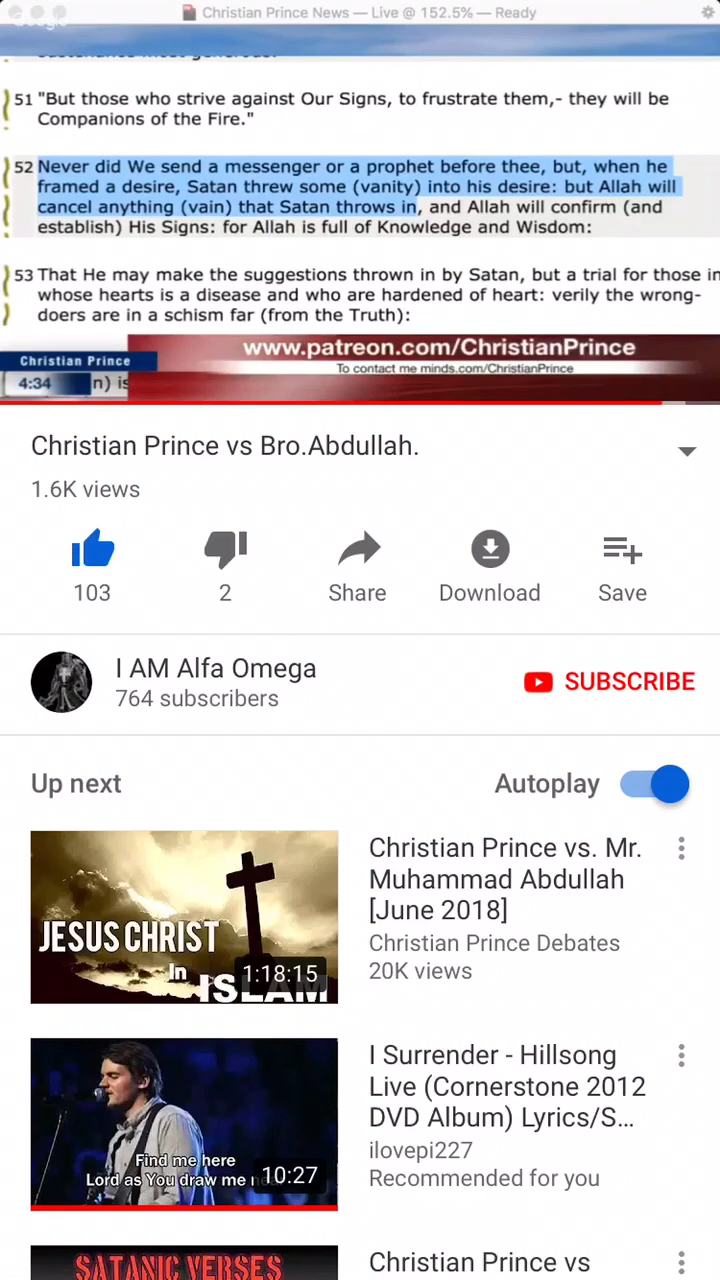 Christian Prince News — Live @ 152.5% — Ready
51 "But those who strive against Our Signs, to frustrate them,- they will be
Companions of the Fire."
52 Never did We send a messenger or a prophet before thee, but, when he
framed a desire, Satan threw some (vanity) into his desire: but Allah will
cancel anything (vain) that Satan throws in, and Allah will confirm (and
establish) His Signs: for Allah is full of Knowledge and Wisdom:
53 That He may make the suggestions thrown in by Satan, but a trial for those in
whose hearts is a disease and who are hardened of heart: verily the wrong-
doers are in a schism far (from the Truth):
www.patreon.com/ChristianPrince
Christian Prince
To contact me minds.com/ChristianPrince
4:34 n) is
Christian Prince vs Bro.Abdullah.
1.6K views
103
2
Share
Download
Save
I AM Alfa Omega
764 subscribers
SUBSCRIBE
Up next
Autoplay
JESUS CHRIST
In
ISLAM
1:18:15
Christian Prince vs. Mr.
Muhammad Abdullah
[June 2018]
Christian Prince Debates
20K views
Find me here
Lord as You draw me
10:27
I Surrender - Hillsong
Live (Cornerstone 2012
DVD Album) Lyrics/S...
ilovepi227
Recommended for you
SATANIC VERSES
Christian Prince vs